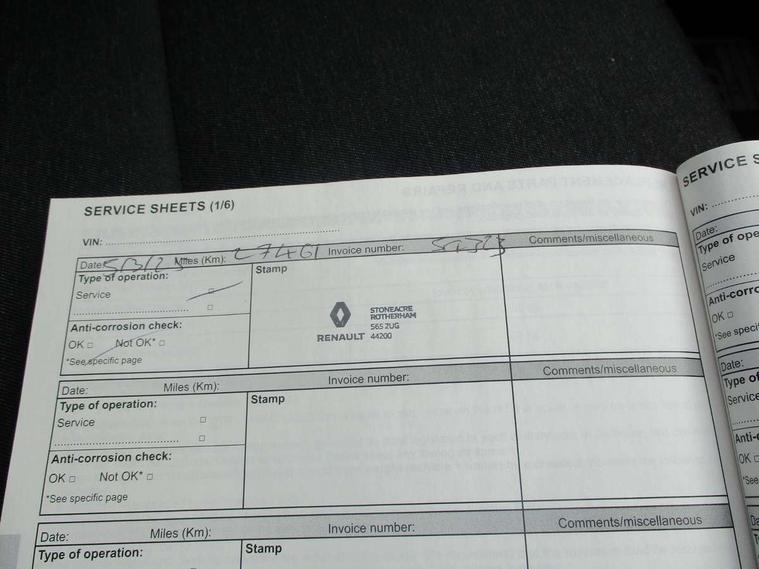 SERVICE SHEETS (1/6)
VIN:
Date: 5/3/23 Miles (Km): 27461 Invoice number: Comments/miscellaneous
Type of operation: Stamp
Service □
□
Anti-corrosion check:
OK □ Not OK* □
*See specific page
RENAULT
STONEACRE
ROTHERHAM
S65 2UG
44200
Date: Miles (Km): Invoice number: Comments/miscellaneous
Type of operation: Stamp
Service □
□
Anti-corrosion check:
OK □ Not OK* □
*See specific page
Date: Miles (Km): Invoice number: Comments/miscellaneous
Type of operation: Stamp
SERVICE S
VIN:
Date:
Type of ope
Service
Anti-corro
OK □
*See specif
Date:
Type of
Service
Anti-c
OK □
*See